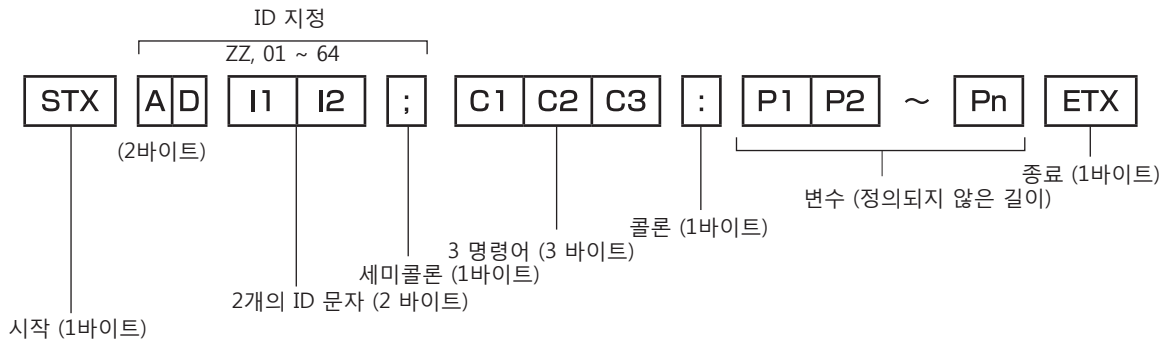 ID 지정
ZZ, 01 ~ 64
STX A D I1 I2 ; C1 C2 C3 : P1 P2 ~ Pn ETX
(2바이트)
종료 (1바이트)
변수 (정의되지 않은 길이)
콜론 (1바이트)
3 명령어 (3 바이트)
세미콜론 (1바이트)
2개의 ID 문자 (2 바이트)
시작 (1바이트)